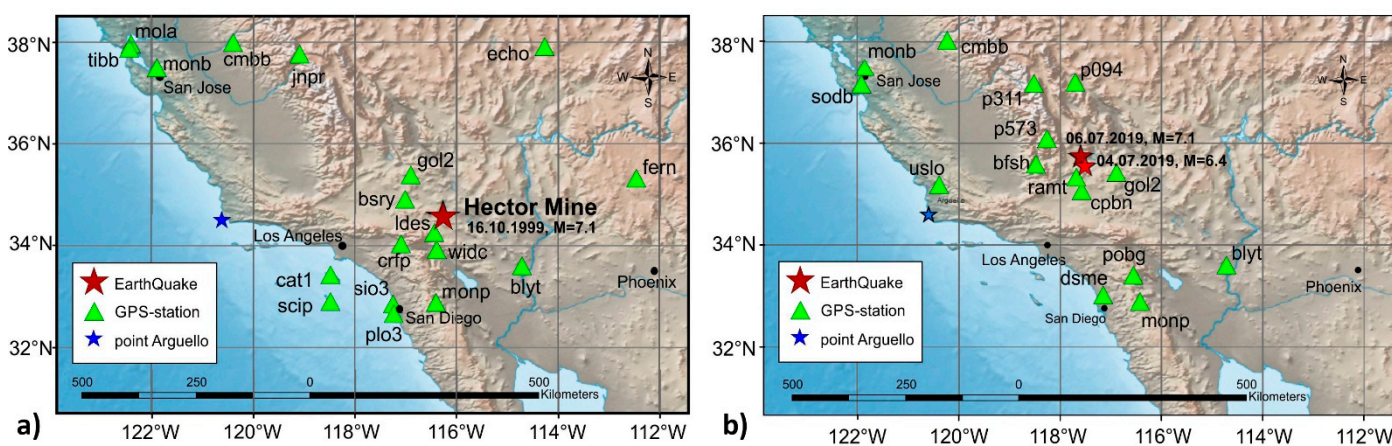 mola
tibb
cmbb
monb
San Jose
jnpr
echo
N
W E
S
38°N
36°N
34°N
32°N
gol2
bsry
fern
ldes
Hector Mine
16.10.1999, M=7.1
Los Angeles
crfp
widc
cat1
sio3
scip
monp
blyt
Phoenix
San Diego
plo3
EarthQuake
GPS-station
point Arguello
500 250 0 500
Kilometers
a)
122°W 120°W 118°W 116°W 114°W 112°W
38°N
36°N
34°N
32°N
monb
cmbb
San Jose
sodb
p094
p311
N
W E
S
p573
06.07.2019, M=7.1
bfsh
04.07.2019, M=6.4
uslo
ramt
gol2
cpbn
Arguello
Los Angeles
pobg
blyt
dsme
Phoenix
San Diego
monp
EarthQuake
GPS-station
point Arguello
500 250 0 500
Kilometers
b)
122°W 120°W 118°W 116°W 114°W 112°W